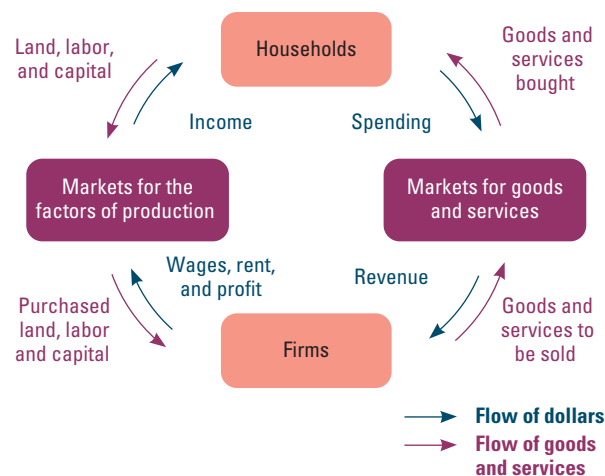 Land, labor,
and capital
Households
Goods and
services
bought
Income
Spending
Markets for the
factors of production
Markets for goods
and services
Wages, rent,
and profit
Revenue
Purchased
land, labor
and capital
Firms
Goods and
services to
be sold
Flow of dollars
Flow of goods
and services